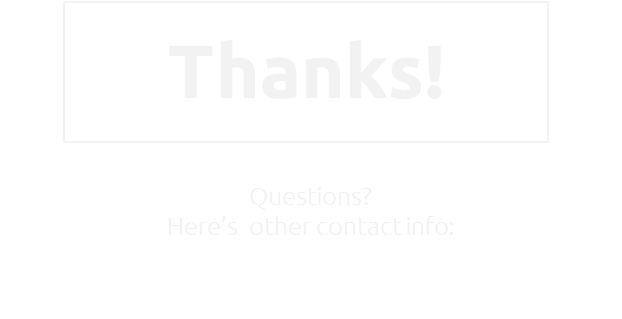 Thanks!
Questions?
Here’s other contact info: